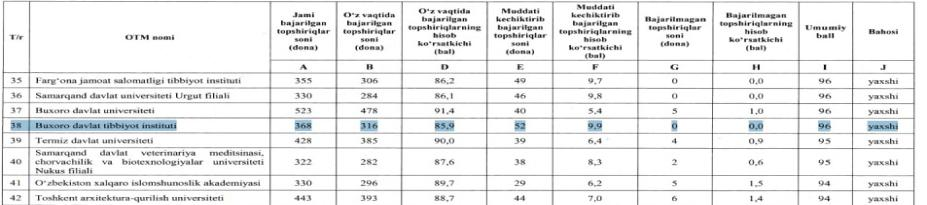 T/r | OTM nomi | Jami bajarilgan topshiriqlar soni (dona) | O‘z vaqtida bajarilgan topshiriqlar soni (dona) | O‘z vaqtida bajarilgan topshiriqlarning hisob ko‘rsatkichi (bal) | Muddati kechiktirib bajarilgan topshiriqlar soni (dona) | Muddati kechiktirib bajarilgan topshiriqlarning hisob ko‘rsatkichi (bal) | Bajarilmagan topshiriqlar soni (dona) | Bajarilmagan topshiriqlarning hisob ko‘rsatkichi (bal) | Umumiy ball | Bahosi
A | B | D | E | F | G | H | I | J
35 | Farg‘ona jamoat salomatligi tibbiyot instituti | 355 | 306 | 86,2 | 49 | 9,7 | 0 | 0,0 | 96 | yaxshi
36 | Samarqand davlat universiteti Urgut filiali | 330 | 284 | 86,1 | 46 | 9,8 | 0 | 0,0 | 96 | yaxshi
37 | Buxoro davlat universiteti | 523 | 478 | 91,4 | 40 | 5,4 | 5 | 1,0 | 96 | yaxshi
38 | Buxoro davlat tibbiyot instituti | 368 | 316 | 85,9 | 52 | 9,9 | 0 | 0,0 | 96 | yaxshi
39 | Termiz davlat universiteti | 428 | 385 | 90,0 | 39 | 6,4 | 4 | 0,9 | 95 | yaxshi
40 | Samarqand davlat veterinariya meditsinasi, chorvachilik va biotexnologiyalar universiteti Nukus filiali | 322 | 282 | 87,6 | 38 | 8,3 | 2 | 0,6 | 95 | yaxshi
41 | O‘zbekiston xalqaro islomshunoslik akademiyasi | 330 | 296 | 89,7 | 29 | 6,2 | 5 | 1,5 | 94 | yaxshi
42 | Toshkent arxitektura-qurilish universiteti | 443 | 393 | 88,7 | 44 | 7,0 | 6 | 1,4 | 94 | yaxshi